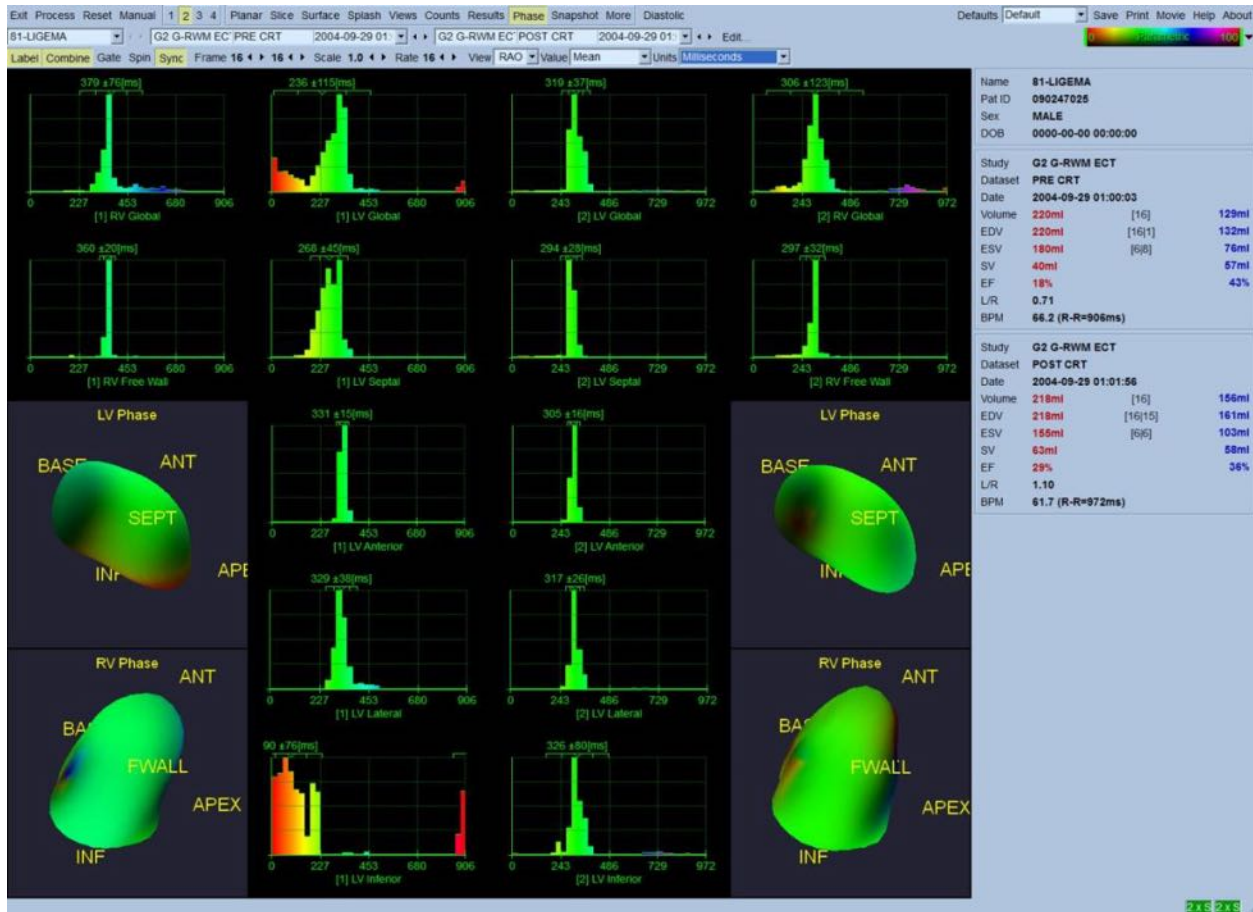 Exit Process Reset Manual 1 2 3 4 Planar Slice Surface Splash Views Counts Results Phase Snapshot More Diastolic Defaults Default Save Print Movie Help About
81-LIGEMA G2 G-RWM EC PRE CRT 2004-09-29 01: G2 G-RWM EC POST CRT 2004-09-29 01: Edit... 0 Parametric 100
Label Combine Gate Spin Sync Frame 16 16 Scale 1.0 Rate 16 View RAO Value Mean Units Milliseconds
379 ±76[ms] 236 ±115[ms] 319 ±37[ms] 306 ±123[ms]
0 227 453 680 906 0 227 453 680 906 0 243 486 729 972 0 243 486 729 972
[1] RV Global [1] LV Global [2] LV Global [2] RV Global
360 ±20[ms] 268 ±45[ms] 294 ±28[ms] 297 ±32[ms]
0 227 453 680 906 0 227 453 680 906 0 243 486 729 972 0 243 486 729 972
[1] RV Free Wall [1] LV Septal [2] LV Septal [2] RV Free Wall
LV Phase
BASE ANT
SEPT
INF APE
331 ±15[ms] 305 ±16[ms]
0 227 453 680 906 0 243 486 729 972
[1] LV Anterior [2] LV Anterior
329 ±38[ms] 317 ±26[ms]
0 227 453 680 906 0 243 486 729 972
[1] LV Lateral [2] LV Lateral
LV Phase
BASE ANT
SEPT
INF APE
RV Phase
ANT
BA
FWALL
APEX
INF
90 ±76[ms] 326 ±80[ms]
0 227 453 680 906 0 243 486 729 972
[1] LV Inferior [2] LV Inferior
RV Phase
ANT
BASE
FWALL
APEX
INF
Name 81-LIGEMA
Pat ID 090247025
Sex MALE
DOB 0000-00-00 00:00:00
Study G2 G-RWM ECT
Dataset PRE CRT
Date 2004-09-29 01:00:03
Volume 220ml [16] 129ml
EDV 220ml [16|1] 132ml
ESV 180ml [6|8] 76ml
SV 40ml 57ml
EF 18% 43%
L/R 0.71
BPM 66.2 (R-R=906ms)
Study G2 G-RWM ECT
Dataset POST CRT
Date 2004-09-29 01:01:56
Volume 218ml [16] 156ml
EDV 218ml [16|15] 161ml
ESV 155ml [6|6] 103ml
SV 63ml 58ml
EF 29% 36%
L/R 1.10
BPM 61.7 (R-R=972ms)
2 x S 2 x S